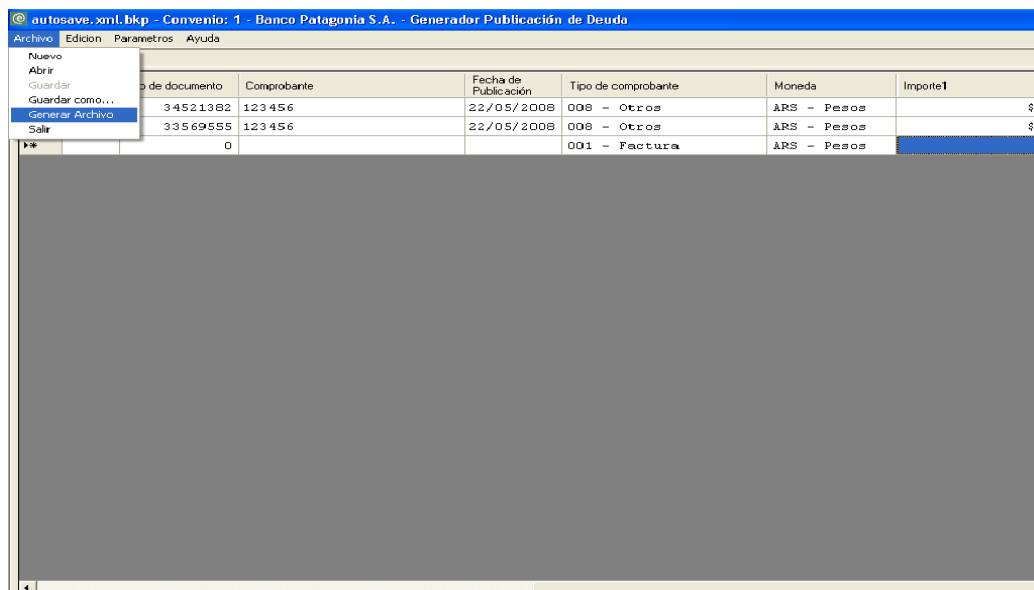 autosave.xml.bkp - Convenio: 1 - Banco Patagonia S.A. - Generador Publicación de Deuda
Archivo Edicion Parametros Ayuda
Nuevo
Abrir
Guardar
Guardar como...
Generar Archivo
Salir
o de documento Comprobante Fecha de Publicación Tipo de comprobante Moneda Importe1
34521382 123456 22/05/2008 008 - Otros ARS - Pesos $
33569555 123456 22/05/2008 008 - Otros ARS - Pesos $
0 001 - Factura ARS - Pesos